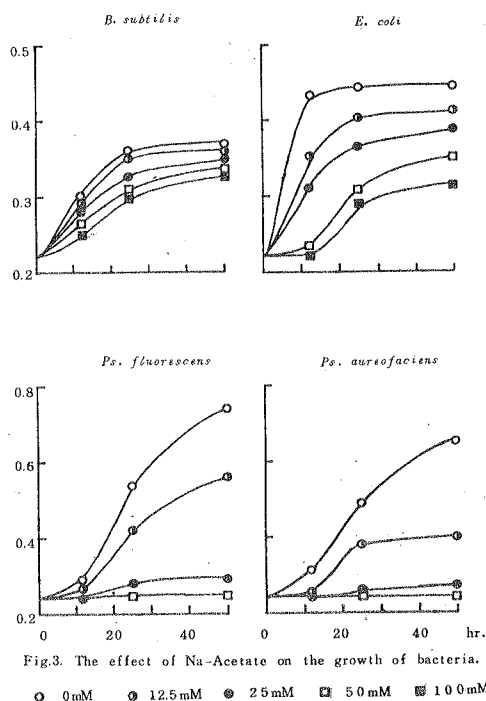 B. subtilis E. coli
0.5
0.4
0.3
0.2
Ps. fluorescens Ps. aureofaciens
0.8
0.6
0.4
0.2
0 20 40 0 20 40 hr.
Fig.3. The effect of Na-Acetate on the growth of bacteria.
0mM 12.5mM 25mM 50mM 100mM